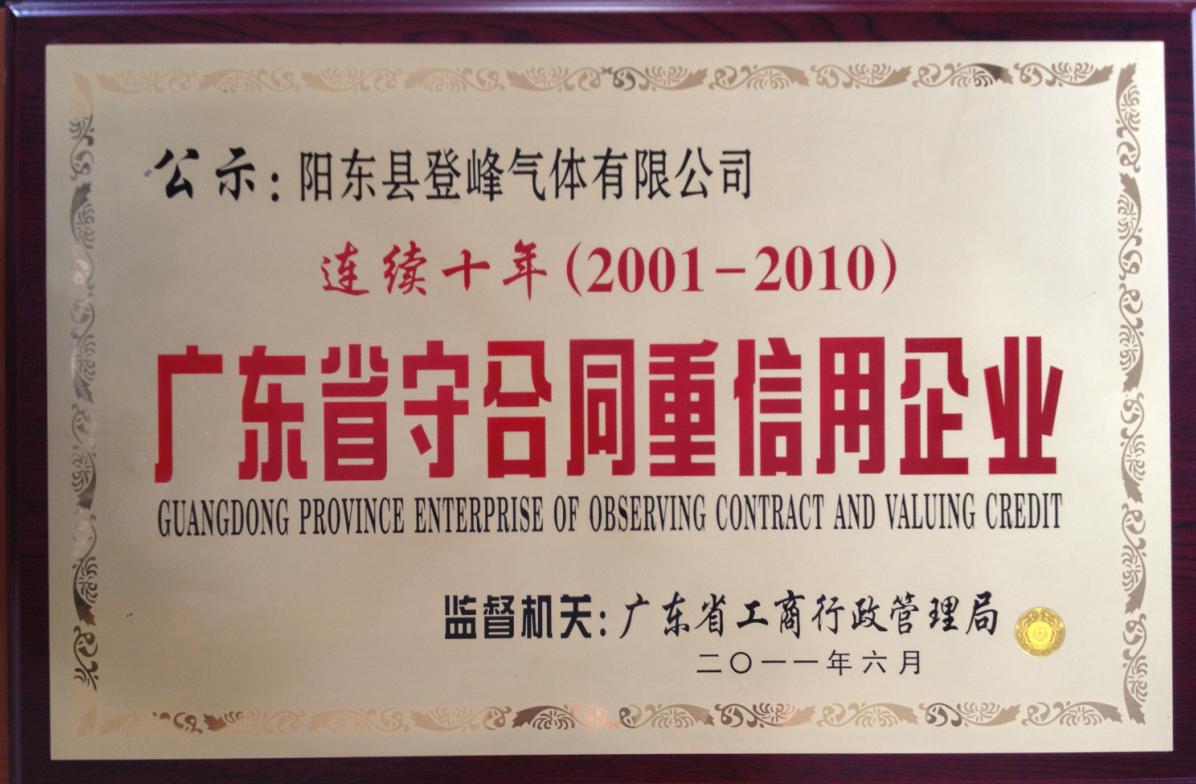 公示:阳东县登峰气体有限公司
连续十年(2001-2010)
广东省守合同重信用企业
GUANGDONG PROVINCE ENTERPRISE OF OBSERVING CONTRACT AND VALUING CREDIT
监督机关:广东省工商行政管理局
二〇一一年六月